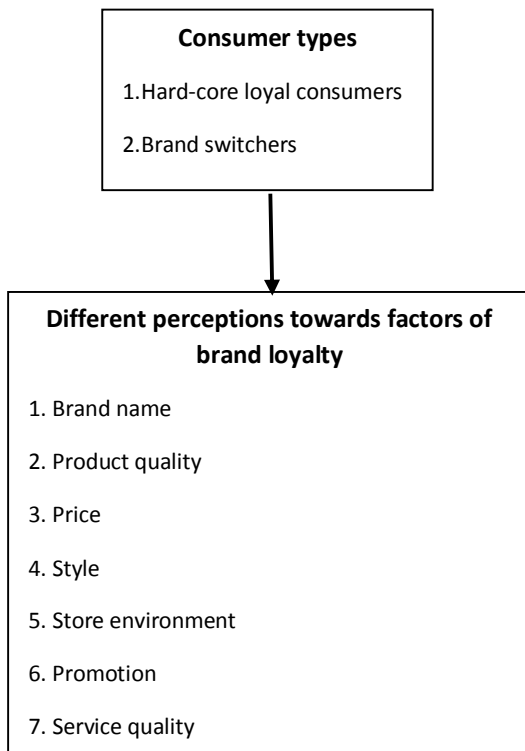 Consumer types
1.Hard-core loyal consumers
2.Brand switchers
Different perceptions towards factors of
brand loyalty
1. Brand name
2. Product quality
3. Price
4. Style
5. Store environment
6. Promotion
7. Service quality